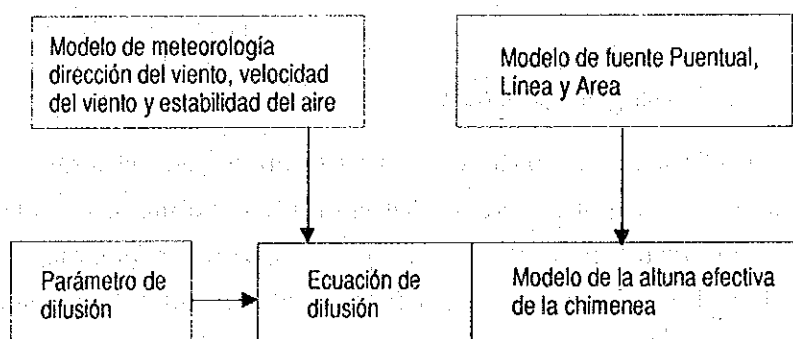 Modelo de meteorología
dirección del viento, velocidad
del viento y estabilidad del aire
Modelo de fuente Puentual,
Línea y Area
Parámetro de
difusión
Ecuación de
difusión
Modelo de la altuna efectiva
de la chimenea